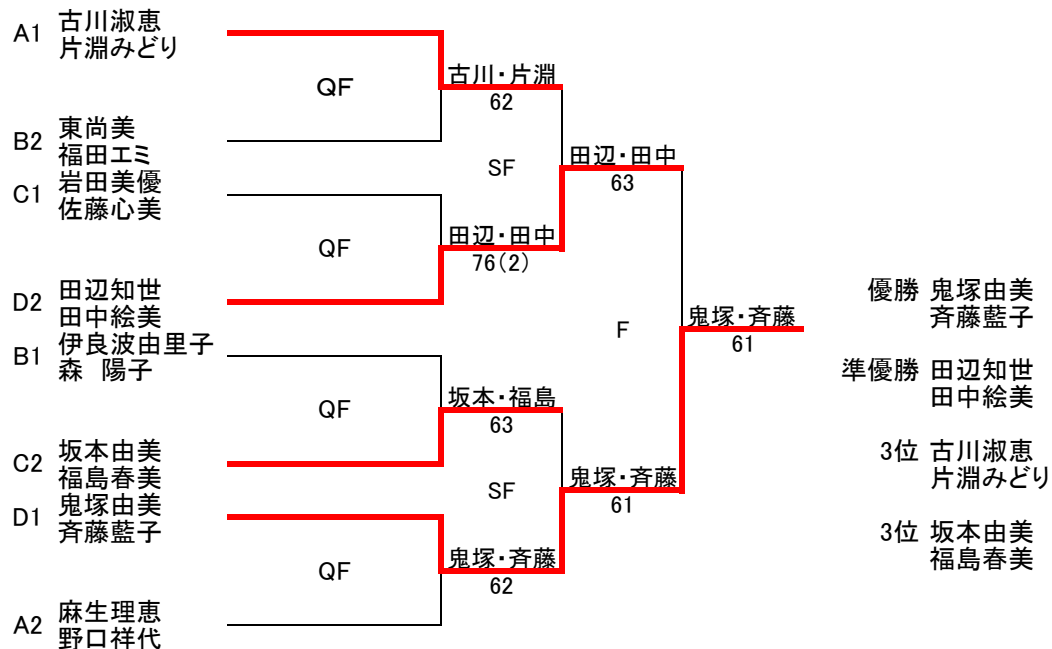 A1 古川淑恵
片淵みどり
QF
古川・片淵
62
B2 東尚美
福田エミ
SF
田辺・田中
63
C1 岩田美優
佐藤心美
QF
田辺・田中
76(2)
D2 田辺知世
田中絵美
F
鬼塚・斉藤
61
B1 伊良波由里子
森 陽子
QF
坂本・福島
63
C2 坂本由美
福島春美
SF
鬼塚・斉藤
61
D1 鬼塚由美
斉藤藍子
QF
鬼塚・斉藤
62
A2 麻生理恵
野口祥代
優勝 鬼塚由美
斉藤藍子
準優勝 田辺知世
田中絵美
3位 古川淑恵
片淵みどり
3位 坂本由美
福島春美